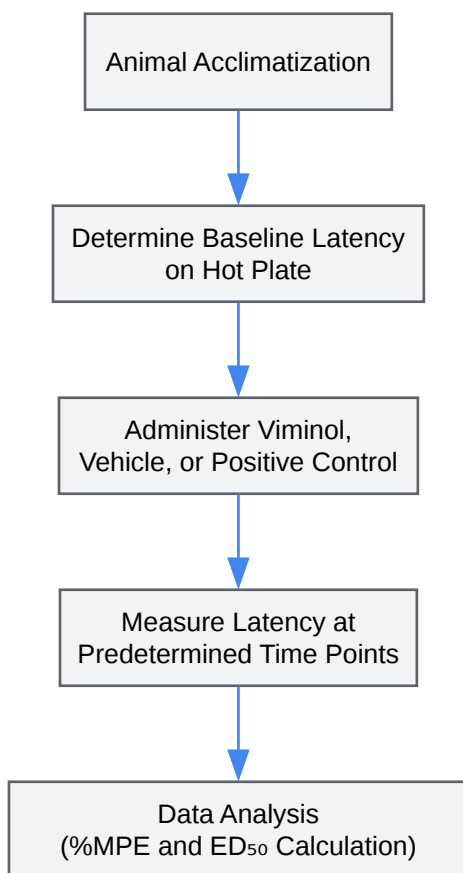 Animal Acclimatization
Determine Baseline Latency
on Hot Plate
Administer Viminol,
Vehicle, or Positive Control
Measure Latency at
Predetermined Time Points
Data Analysis
(%MPE and ED₅₀ Calculation)